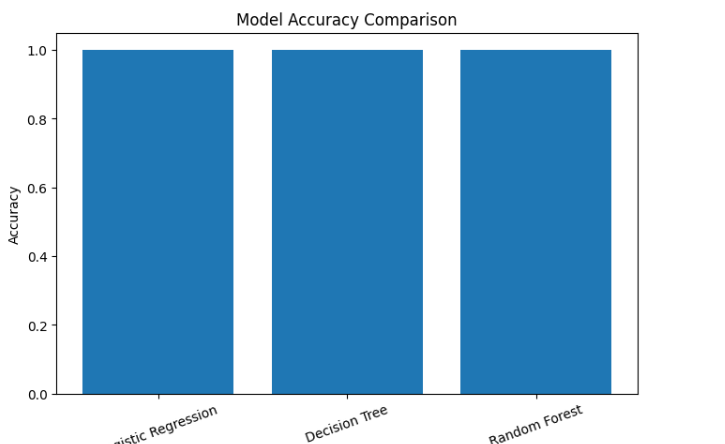 Model Accuracy Comparison
Accuracy
1.0
0.8
0.6
0.4
0.2
0.0
gistic Regression
Decision Tree
Random Forest